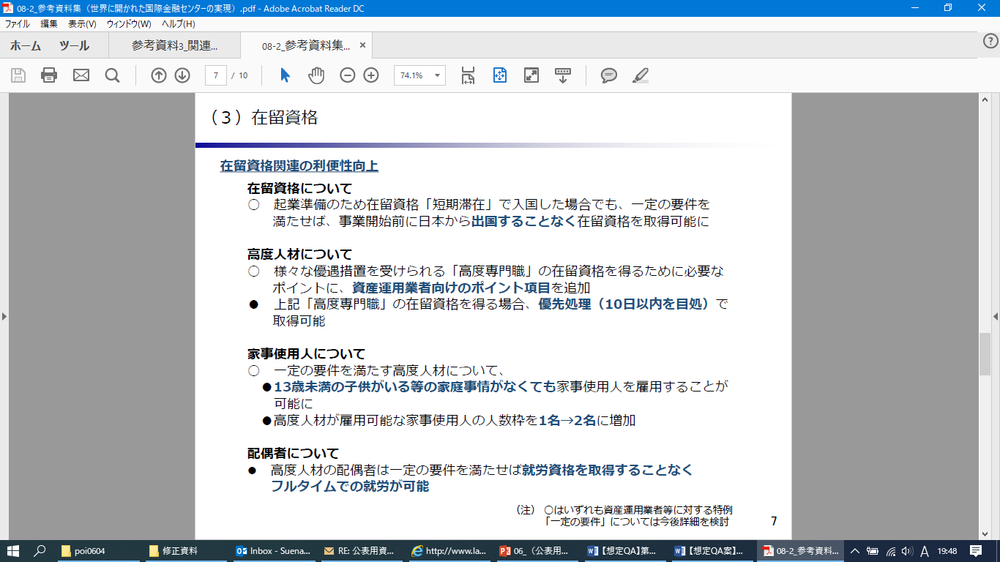 08-2_参考資料集（世界に開かれた国際金融センターの実現）.pdf - Adobe Acrobat Reader DC
ファイル 編集 表示(V) ウィンドウ(W) ヘルプ(H)
ホーム ツール 参考資料3_関連... 08-2_参考資料集... ×
7 / 10 74.1%
（３）在留資格
在留資格関連の利便性向上
在留資格について
○ 起業準備のため在留資格「短期滞在」で入国した場合でも、一定の要件を
満たせば、事業開始前に日本から出国することなく在留資格を取得可能に
高度人材について
○ 様々な優遇措置を受けられる「高度専門職」の在留資格を得るために必要な
ポイントに、資産運用業者向けのポイント項目を追加
● 上記「高度専門職」の在留資格を得る場合、優先処理（10日以内を目処）で
取得可能
家事使用人について
○ 一定の要件を満たす高度人材について、
●13歳未満の子供がいる等の家庭事情がなくても家事使用人を雇用することが
可能に
●高度人材が雇用可能な家事使用人の人数枠を1名→2名に増加
配偶者について
● 高度人材の配偶者は一定の要件を満たせば就労資格を取得することなく
フルタイムでの就労が可能
（注） ○はいずれも資産運用業者等に対する特例
「一定の要件」については今後詳細を検討
7
poi0604 修正資料 Inbox - Suena... RE: 公表用資... http://www.la... 06_（公表用... 【想定QA】第... 【想定QA案】... 08-2_参考資料... A 19:48